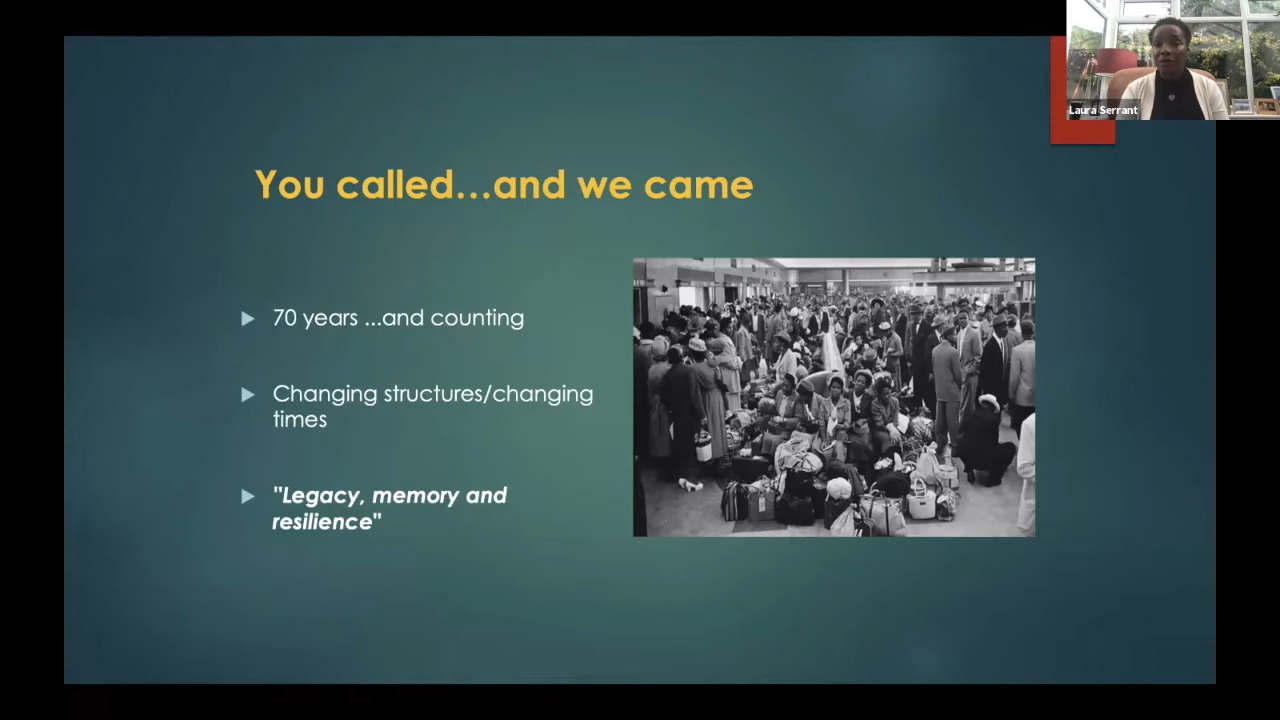 Laura Serrant
You called...and we came
70 years ...and counting
Changing structures/changing
times
"Legacy, memory and
resilience"